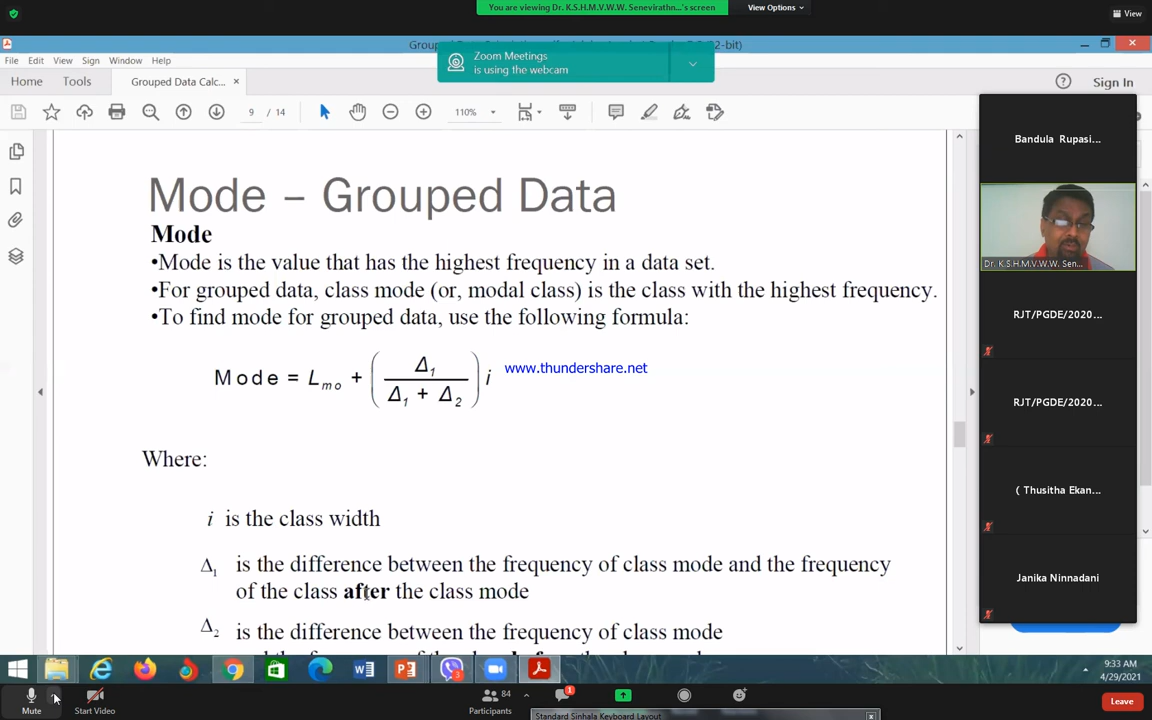 You are viewing Dr. K.S.H.M.V.W.W. Senevirathn...'s screen
View Options
View
Zoom Meetings
is using the webcam
File Edit View Sign Window Help
Home Tools Grouped Data Calc... × Sign In
9 / 14 110%
Mode – Grouped Data
Mode
•Mode is the value that has the highest frequency in a data set.
•For grouped data, class mode (or, modal class) is the class with the highest frequency.
•To find mode for grouped data, use the following formula:
Mode = Lmo + ( Δ1 / Δ1 + Δ2 ) i
www.thundershare.net
Where:
i is the class width
Δ1 is the difference between the frequency of class mode and the frequency
of the class after the class mode
Δ2 is the difference between the frequency of class mode
Bandula Rupasi...
Dr. K.S.H.M.V.W.W. Sen...
RJT/PGDE/2020...
RJT/PGDE/2020...
( Thusitha Ekan...
Janika Ninnadani
9:33 AM
4/29/2021
Mute
Start Video
84
Participants
1
3
Leave
Standard Sinhala Keyboard Layout